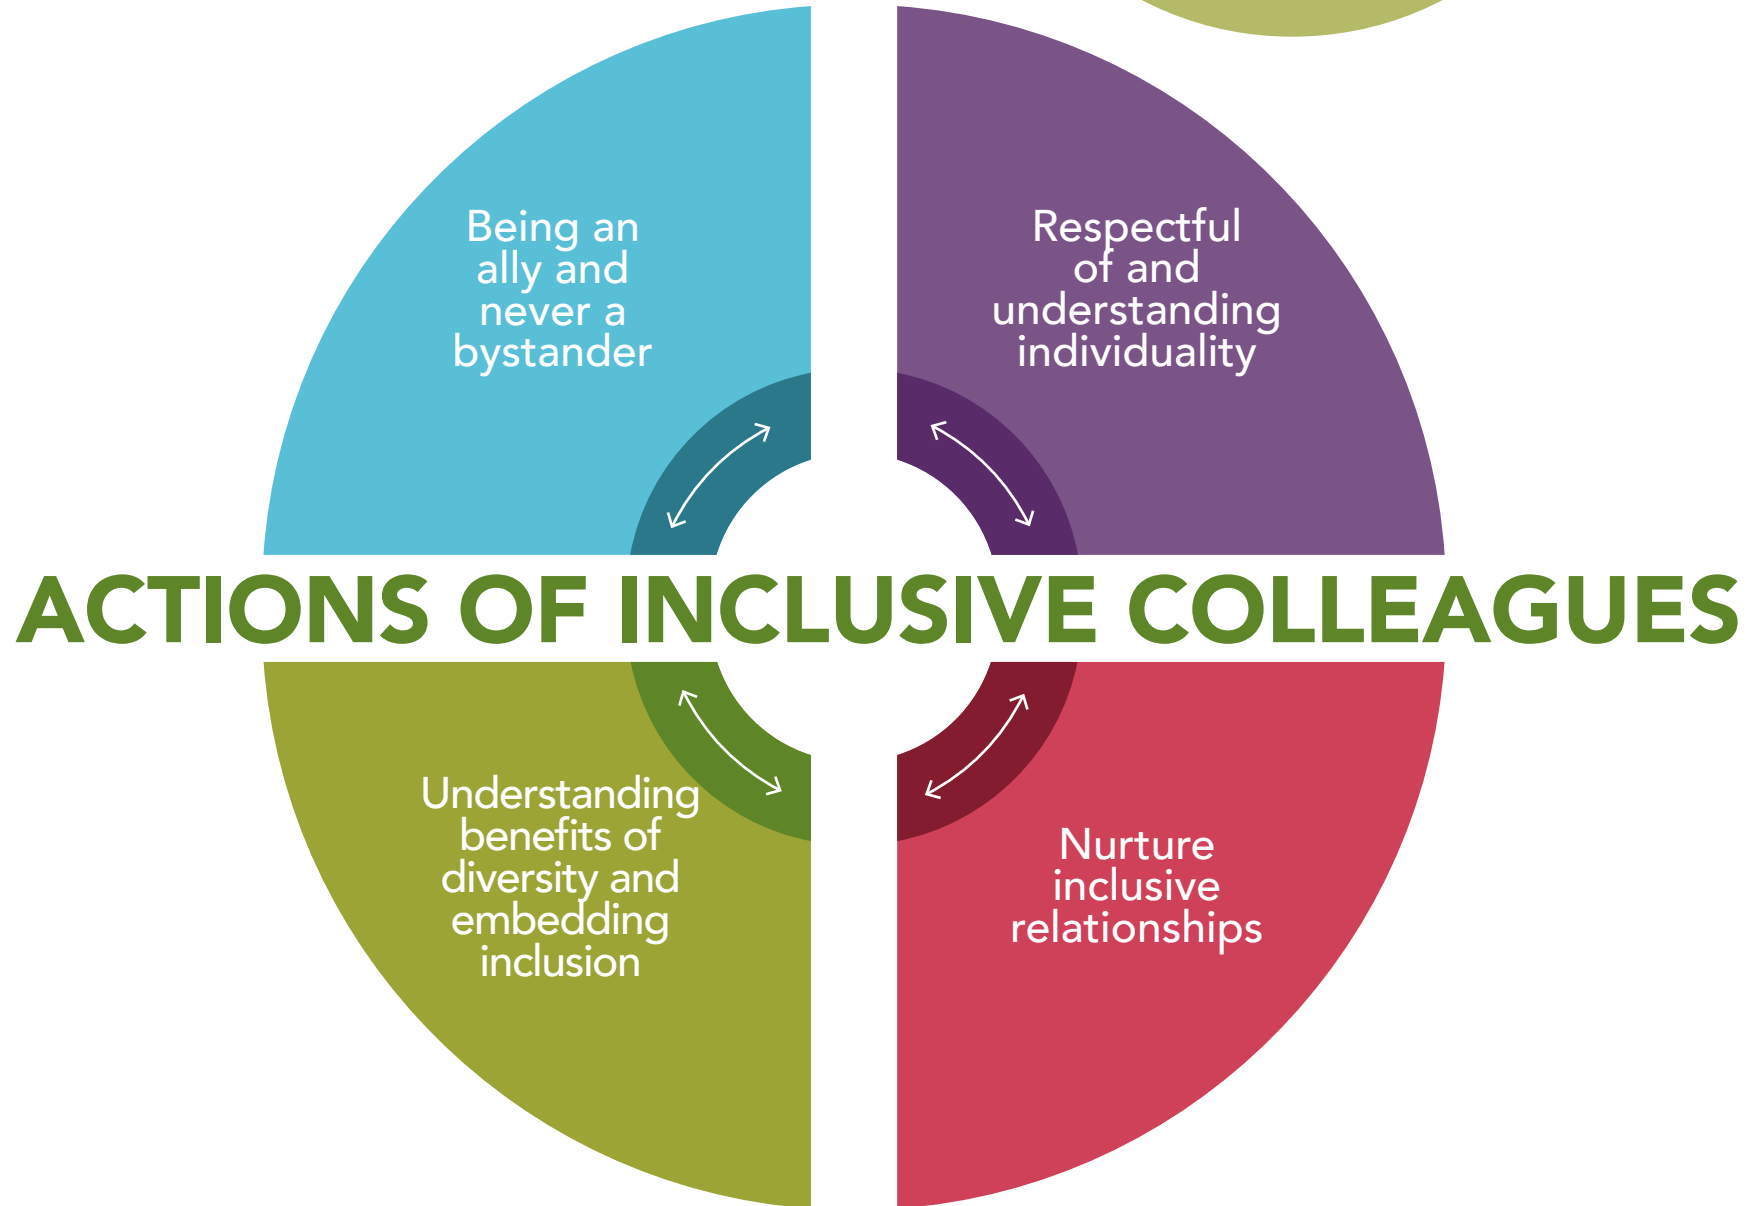 Being an
ally and
never a
bystander
Respectful
of and
understanding
individuality
ACTIONS OF INCLUSIVE COLLEAGUES
Understanding
benefits of
diversity and
embedding
inclusion
Nurture
inclusive
relationships